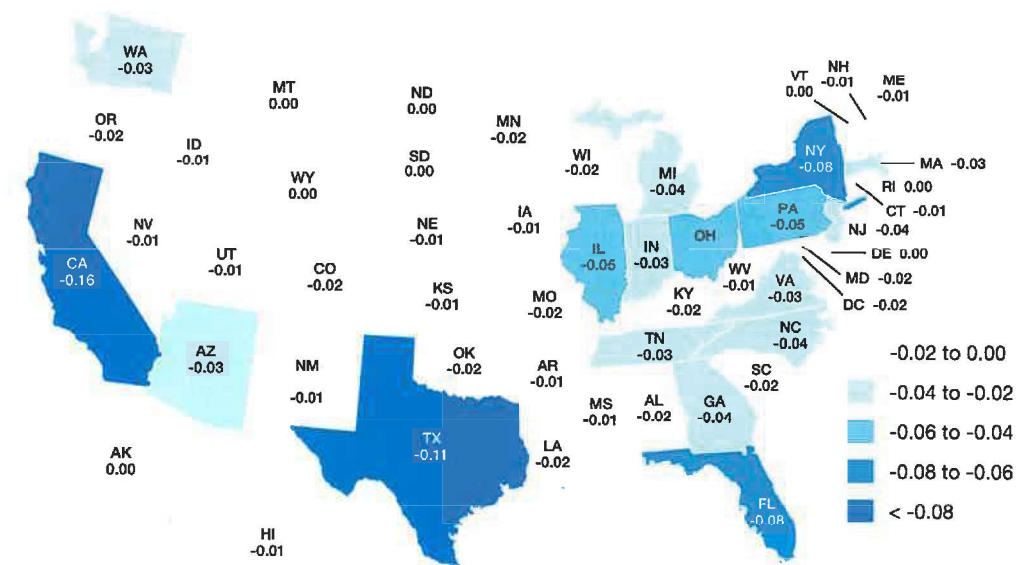 WA
-0.03
MT
0.00
ND
0.00
VT
0.00
NH
-0.01
ME
-0.01
OR
-0.02
ID
-0.01
MN
-0.02
WI
-0.02
NY
-0.08
MA -0.03
SD
0.00
WY
0.00
MI
-0.04
RI 0.00
CT -0.01
NV
-0.01
NE
-0.01
IA
-0.01
PA
-0.05
NJ -0.04
CA
-0.16
UT
-0.01
CO
-0.02
IL
-0.05
IN
-0.03
OH
DE 0.00
WV
-0.01
MD -0.02
KS
-0.01
MO
-0.02
KY
-0.02
VA
-0.03
DC -0.02
AZ
-0.03
NM
-0.01
OK
-0.02
AR
-0.01
TN
-0.03
NC
-0.04
SC
-0.02
MS
-0.01
AL
-0.02
GA
-0.04
TX
-0.11
LA
-0.02
AK
0.00
HI
-0.01
FL
-0.08
-0.02 to 0.00
-0.04 to -0.02
-0.06 to -0.04
-0.08 to -0.06
< -0.08